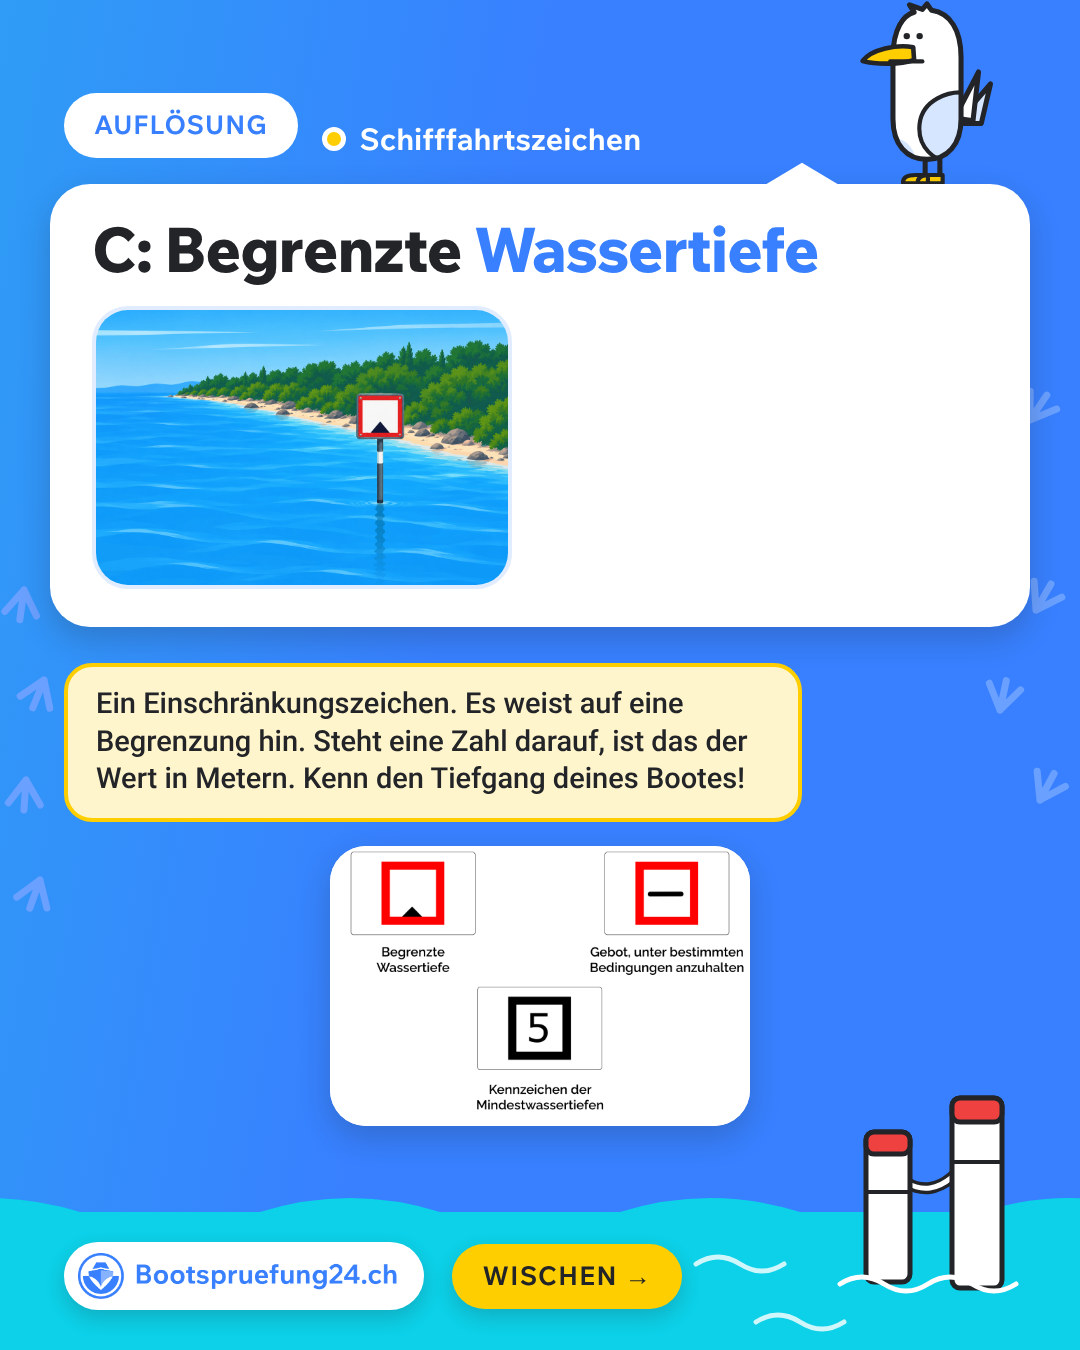 AUFLÖSUNG
Schifffahrtszeichen
C: Begrenzte Wassertiefe
Ein Einschränkungszeichen. Es weist auf eine
Begrenzung hin. Steht eine Zahl darauf, ist das der
Wert in Metern. Kenn den Tiefgang deines Bootes!
Begrenzte
Wassertiefe
Gebot, unter bestimmten
Bedingungen anzuhalten
5
Kennzeichen der
Mindestwassertiefen
Bootspruefung24.ch
WISCHEN →